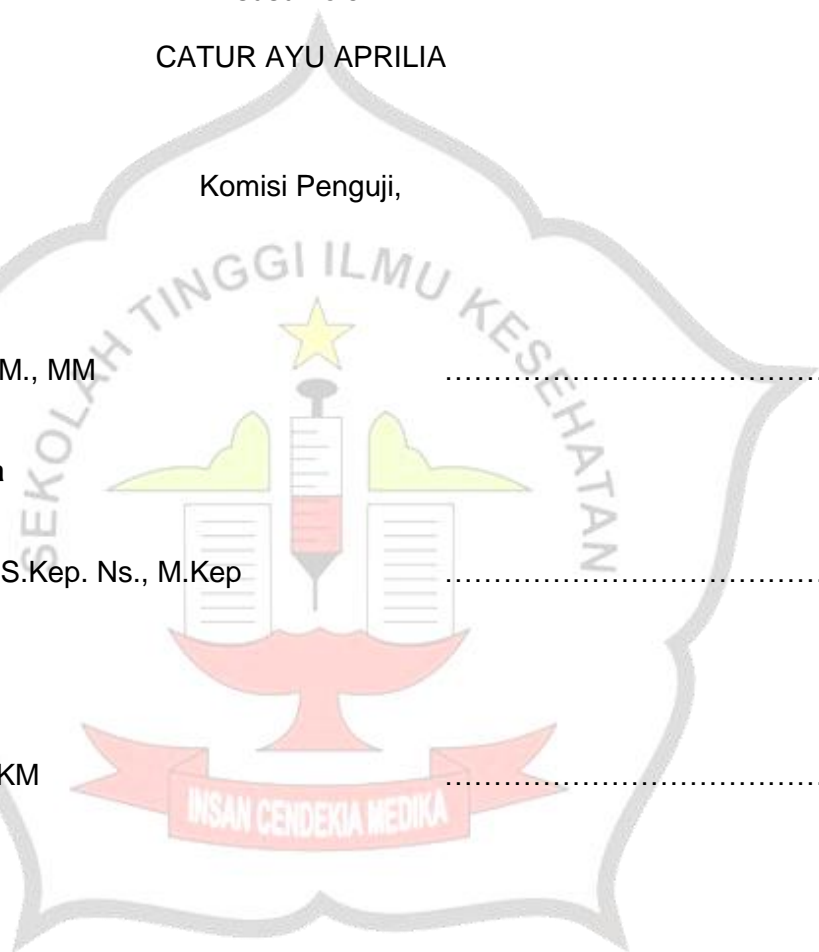 CATUR AYU APRILIA
Komisi Penguji,
SEKOLAH TINGGI ILMU KESEHATAN
M., MM ……………………………………
S.Kep. Ns., M.Kep ……………………………………
KM ……………………………………
INSAN CENDEKIA MEDIKA